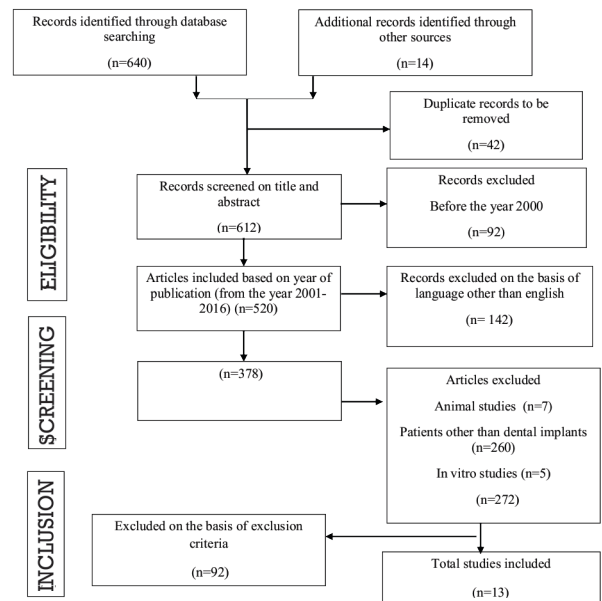 Records identified through database
searching
(n=640)
Additional records identified through
other sources
(n=14)
Duplicate records to be
removed
(n=42)
ELIGIBILITY
Records screened on title and
abstract
(n=612)
Records excluded
Before the year 2000
(n=92)
Articles included based on year of
publication (from the year 2001-
2016) (n=520)
Records excluded on the basis of
language other than english
(n= 142)
SCREENING
(n=378)
Articles excluded
Animal studies (n=7)
Patients other than dental implants
(n=260)
In vitro studies (n=5)
(n=272)
INCLUSION
Excluded on the basis of exclusion
criteria
(n=92)
Total studies included
(n=13)